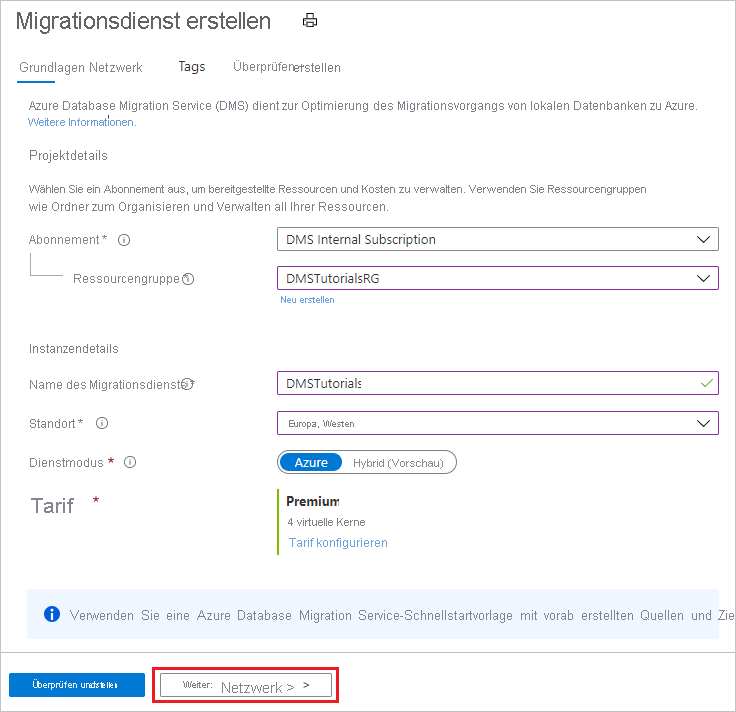 Migrationsdienst erstellen
Grundlagen Netzwerk Tags Überprüfen+erstellen
Azure Database Migration Service (DMS) dient zur Optimierung des Migrationsvorgangs von lokalen Datenbanken zu Azure.
Weitere Informationen.
Projektdetails
Wählen Sie ein Abonnement aus, um bereitgestellte Ressourcen und Kosten zu verwalten. Verwenden Sie Ressourcengruppen
wie Ordner zum Organisieren und Verwalten all Ihrer Ressourcen.
Abonnement * DMS Internal Subscription
Ressourcengruppe DMSTutorialsRG
Neu erstellen
Instanzendetails
Name des Migrationsdiensts * DMSTutorials
Standort * Europa, Westen
Dienstmodus * Azure Hybrid (Vorschau)
Tarif * Premium
4 virtuelle Kerne
Tarif konfigurieren
Verwenden Sie eine Azure Database Migration Service-Schnellstartvorlage mit vorab erstellten Quellen und Zie
Überprüfen und Weiter: Netzwerk > >